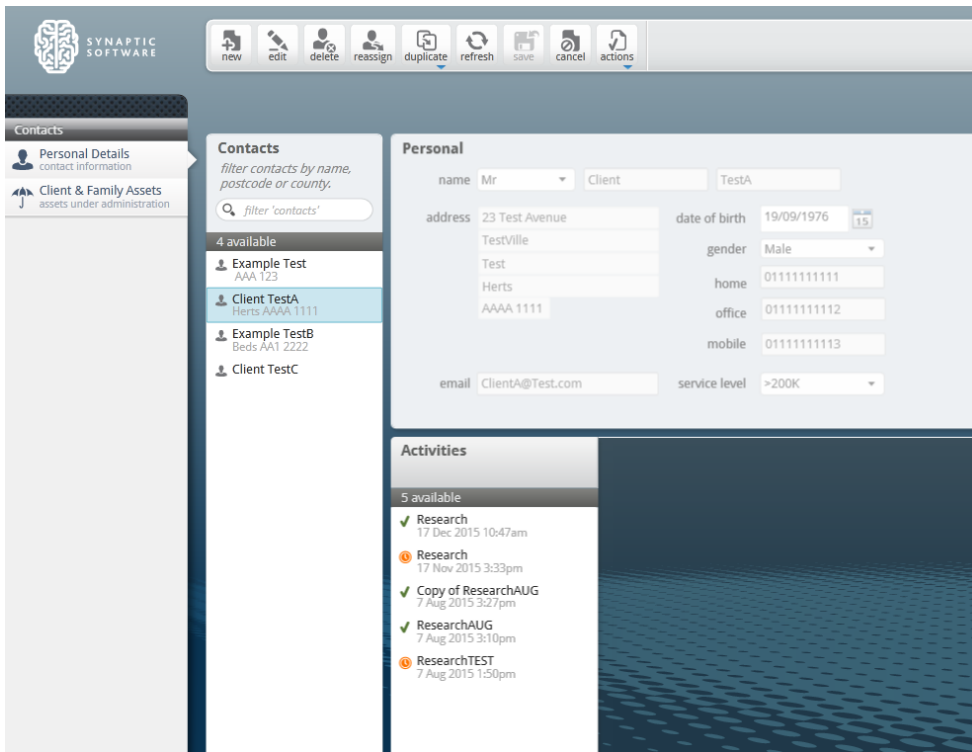 SYNAPTIC
SOFTWARE
new edit delete reassign duplicate refresh save cancel actions
Contacts
Personal Details
contact information
Client & Family Assets
assets under administration
Contacts
filter contacts by name,
postcode or county.
filter 'contacts'
4 available
Example Test
AAA 123
Client TestA
Herts AAAA 1111
Example TestB
Beds AA1 2222
Client TestC
Personal
name Mr Client TestA
address 23 Test Avenue
TestVille
Test
Herts
AAAA 1111
date of birth 19/09/1976 15
gender Male
home 01111111111
office 01111111112
mobile 01111111113
email ClientA@Test.com
service level >200K
Activities
5 available
Research
17 Dec 2015 10:47am
Research
17 Nov 2015 3:33pm
Copy of ResearchAUG
7 Aug 2015 3:27pm
ResearchAUG
7 Aug 2015 3:10pm
ResearchTEST
7 Aug 2015 1:50pm